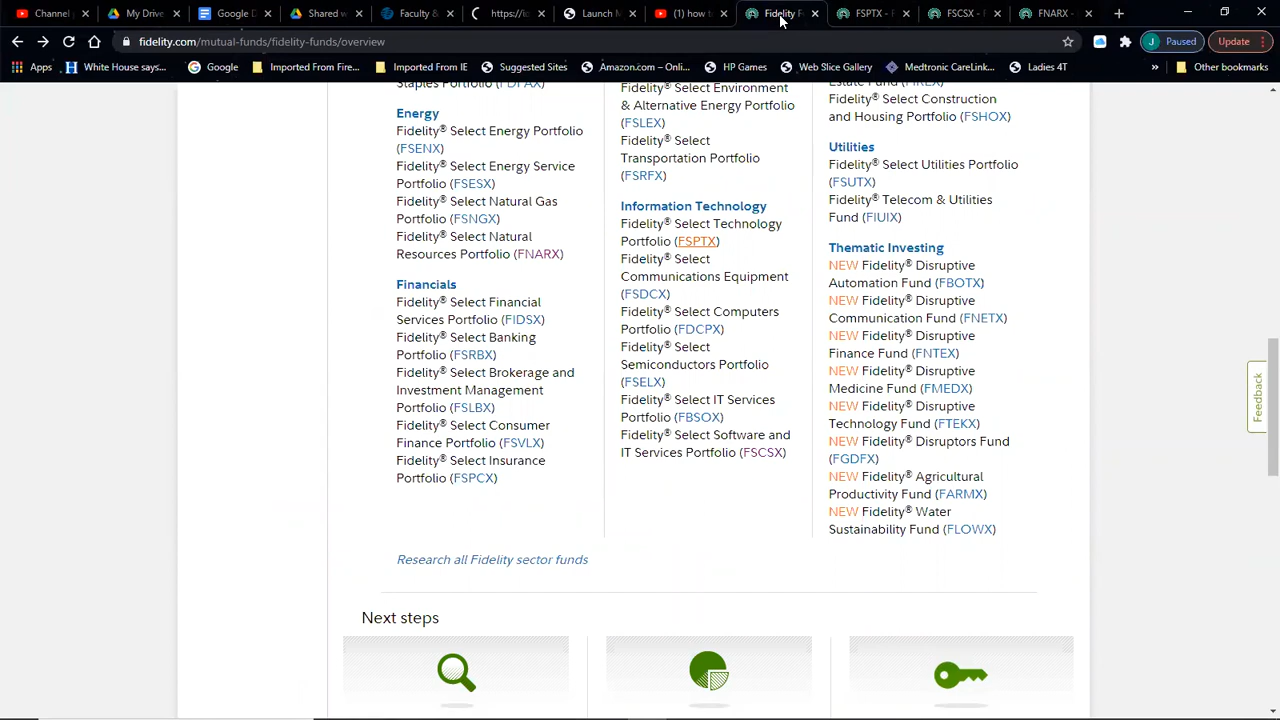 Channel
My Drive
Google D
Shared w
Faculty &
https://io
Launch M
(1) how t
Fidelity F
FSPTX - F
FSCSX - F
FNARX -
fidelity.com/mutual-funds/fidelity-funds/overview
J Paused
Update
Apps
White House says...
Google
Imported From Fire...
Imported From IE
Suggested Sites
Amazon.com – Onli...
HP Games
Web Slice Gallery
Medtronic CareLink...
Ladies 4T
»
Other bookmarks
Staples Portfolio (FDFAX)
Energy
Fidelity® Select Energy Portfolio
(FSENX)
Fidelity® Select Energy Service
Portfolio (FSESX)
Fidelity® Select Natural Gas
Portfolio (FSNGX)
Fidelity® Select Natural
Resources Portfolio (FNARX)
Financials
Fidelity® Select Financial
Services Portfolio (FIDSX)
Fidelity® Select Banking
Portfolio (FSRBX)
Fidelity® Select Brokerage and
Investment Management
Portfolio (FSLBX)
Fidelity® Select Consumer
Finance Portfolio (FSVLX)
Fidelity® Select Insurance
Portfolio (FSPCX)
Fidelity® Select Environment
& Alternative Energy Portfolio
(FSLEX)
Fidelity® Select
Transportation Portfolio
(FSRFX)
Information Technology
Fidelity® Select Technology
Portfolio (FSPTX)
Fidelity® Select
Communications Equipment
(FSDCX)
Fidelity® Select Computers
Portfolio (FDCPX)
Fidelity® Select
Semiconductors Portfolio
(FSELX)
Fidelity® Select IT Services
Portfolio (FBSOX)
Fidelity® Select Software and
IT Services Portfolio (FSCSX)
Estate Fund (FIREX)
Fidelity® Select Construction
and Housing Portfolio (FSHOX)
Utilities
Fidelity® Select Utilities Portfolio
(FSUTX)
Fidelity® Telecom & Utilities
Fund (FIUIX)
Thematic Investing
NEW Fidelity® Disruptive
Automation Fund (FBOTX)
NEW Fidelity® Disruptive
Communication Fund (FNETX)
NEW Fidelity® Disruptive
Finance Fund (FNTEX)
NEW Fidelity® Disruptive
Medicine Fund (FMEDX)
NEW Fidelity® Disruptive
Technology Fund (FTEKX)
NEW Fidelity® Disruptors Fund
(FGDFX)
NEW Fidelity® Agricultural
Productivity Fund (FARMX)
NEW Fidelity® Water
Sustainability Fund (FLOWX)
Research all Fidelity sector funds
Next steps
Feedback